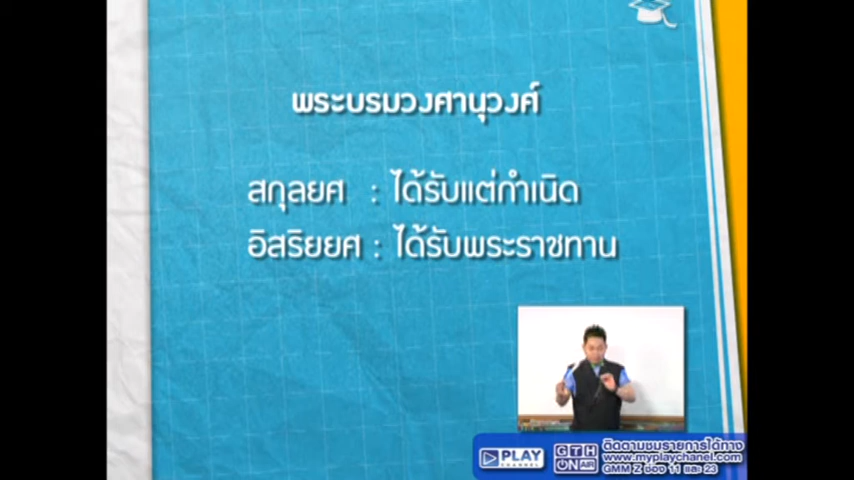 พระบรมวงศานุวงศ์
สกุลยศ : ได้รับแต่กำเนิด
อิสริยยศ : ได้รับพระราชทาน
PLAY
CHANNEL
GTH
ON AIR
ติดตามชมรายการได้ทาง
www.myplaychanel.com
GMM Z ช่อง 11 และ 23